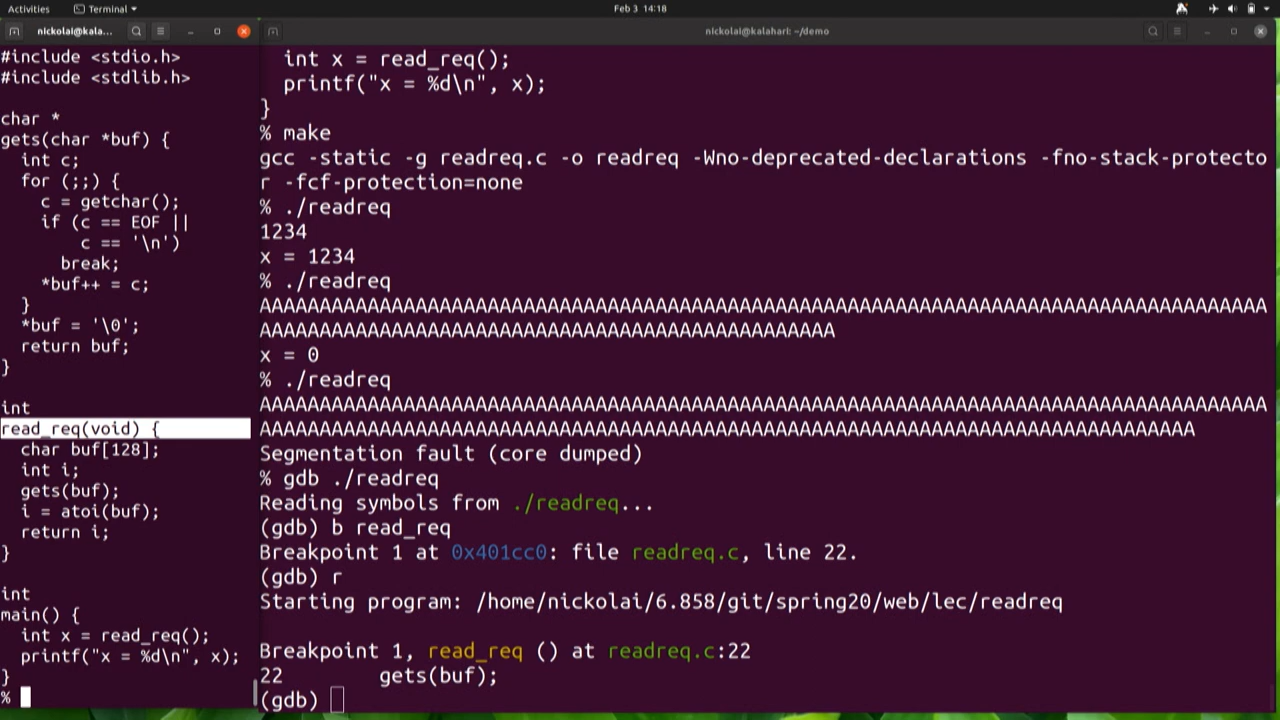 Activities
Terminal
Feb 3 14:18
nickolai@kala...
nickolai@kalahari: ~/demo
#include <stdio.h>
#include <stdlib.h>
char *
gets(char *buf) {
int c;
for (;;) {
c = getchar();
if (c == EOF ||
c == '\n')
break;
*buf++ = c;
}
*buf = '\0';
return buf;
}
int
read_req(void) {
char buf[128];
int i;
gets(buf);
i = atoi(buf);
return i;
}
int
main() {
int x = read_req();
printf("x = %d\n", x);
}
%
int x = read_req();
printf("x = %d\n", x);
}
% make
gcc -static -g readreq.c -o readreq -Wno-deprecated-declarations -fno-stack-protecto
r -fcf-protection=none
% ./readreq
1234
x = 1234
% ./readreq
AAAAAAAAAAAAAAAAAAAAAAAAAAAAAAAAAAAAAAAAAAAAAAAAAAAAAAAAAAAAAAAAAAAAAAAAAAAAAAAAAAAA
AAAAAAAAAAAAAAAAAAAAAAAAAAAAAAAAAAAAAAAAAAAAAAAA
x = 0
% ./readreq
AAAAAAAAAAAAAAAAAAAAAAAAAAAAAAAAAAAAAAAAAAAAAAAAAAAAAAAAAAAAAAAAAAAAAAAAAAAAAAAAAAAA
AAAAAAAAAAAAAAAAAAAAAAAAAAAAAAAAAAAAAAAAAAAAAAAAAAAAAAAAAAAAAAAAAAAAAAAAAAAAAA
Segmentation fault (core dumped)
% gdb ./readreq
Reading symbols from ./readreq...
(gdb) b read_req
Breakpoint 1 at 0x401cc0: file readreq.c, line 22.
(gdb) r
Starting program: /home/nickolai/6.858/git/spring20/web/lec/readreq
Breakpoint 1, read_req () at readreq.c:22
22 gets(buf);
(gdb)